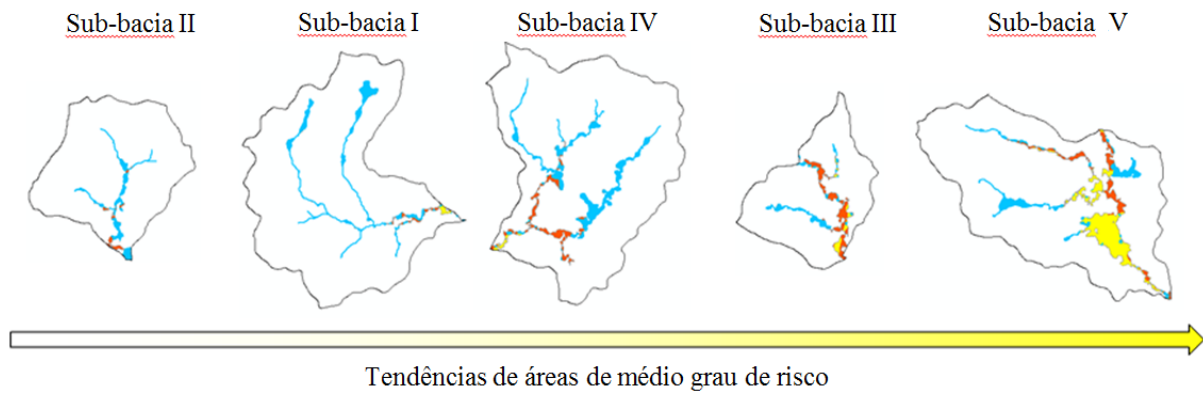 Sub-bacia II
Sub-bacia I
Sub-bacia IV
Sub-bacia III
Sub-bacia V
Tendências de áreas de médio grau de risco